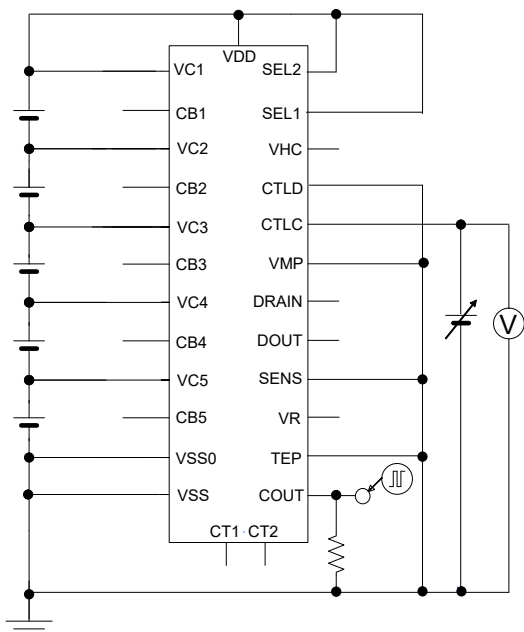 VDD
VC1
SEL2
CB1
SEL1
VC2
VHC
CB2
CTLD
VC3
CTLC
CB3
VMP
VC4
DRAIN
CB4
DOUT
VC5
SENS
CB5
VR
VSS0
TEP
VSS
COUT
CT1
CT2
V